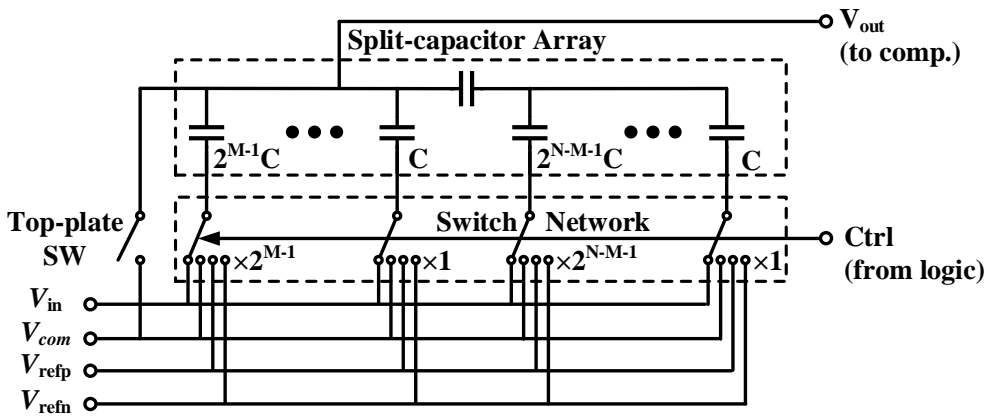 V_out
(to comp.)
Split-capacitor Array
2^{M-1}C
C
2^{N-M-1}C
C
Top-plate
SW
Switch Network
Ctrl
(from logic)
×2^{M-1}
×1
×2^{N-M-1}
×1
V_in
V_com
V_refp
V_refn